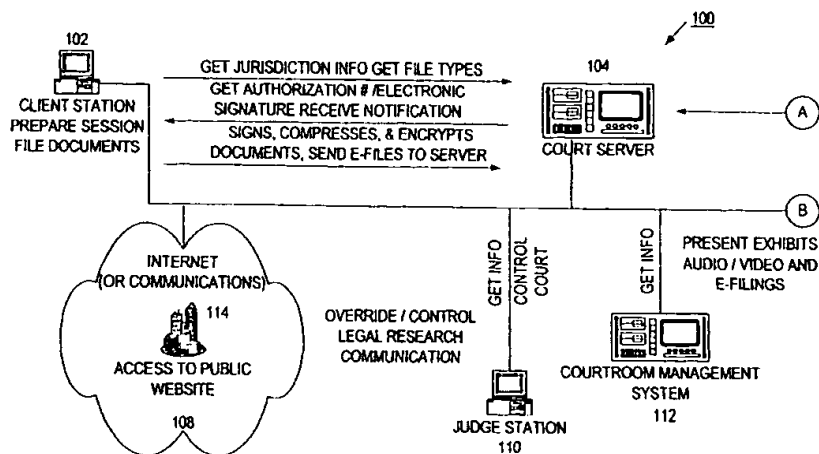 100
102
CLIENT STATION
PREPARE SESSION
FILE DOCUMENTS
GET JURISDICTION INFO GET FILE TYPES
GET AUTHORIZATION # /ELECTRONIC
SIGNATURE RECEIVE NOTIFICATION
SIGNS, COMPRESSES, & ENCRYPTS
DOCUMENTS, SEND E-FILES TO SERVER
104
COURT SERVER
A
B
INTERNET
(OR COMMUNICATIONS)
114
ACCESS TO PUBLIC
WEBSITE
108
OVERRIDE / CONTROL
LEGAL RESEARCH
COMMUNICATION
GET INFO
CONTROL
COURT
JUDGE STATION
110
GET INFO
PRESENT EXHIBITS
AUDIO / VIDEO AND
E-FILINGS
COURTROOM MANAGEMENT
SYSTEM
112